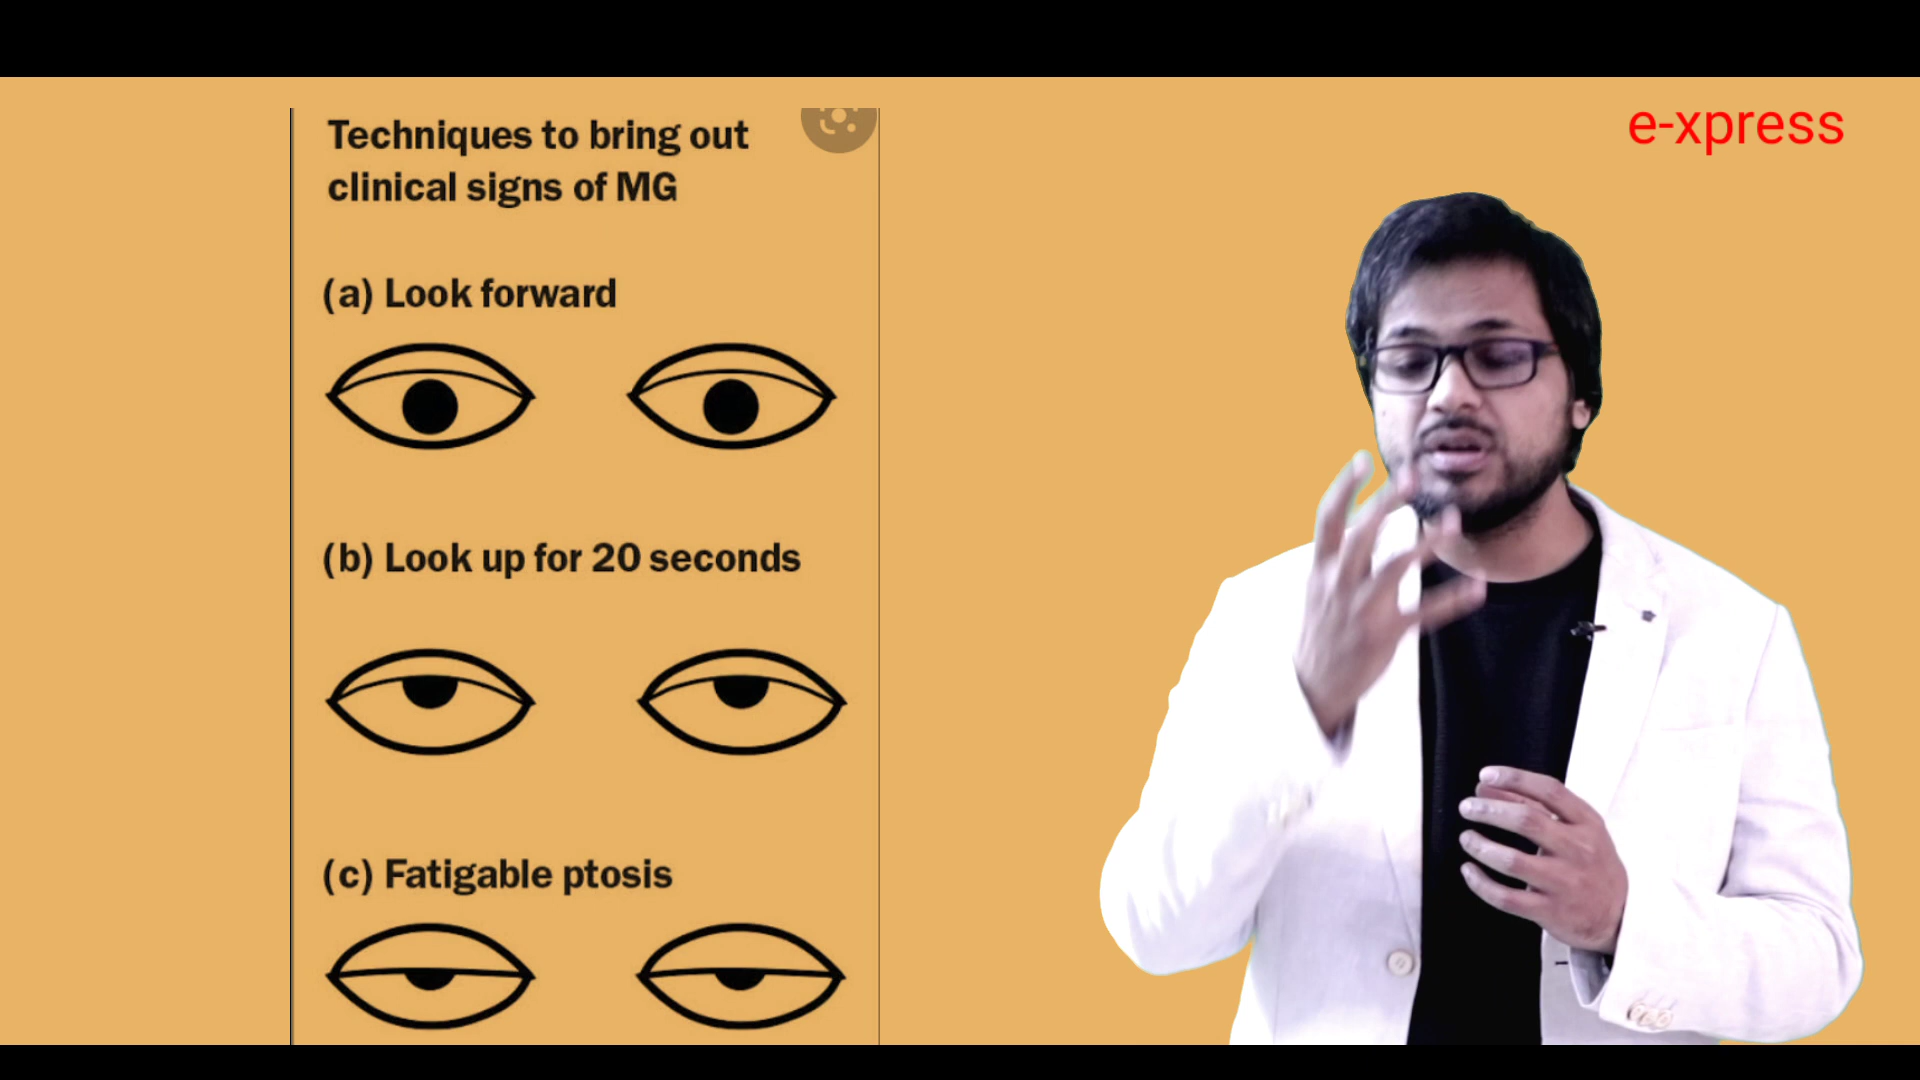 e-xpress
Techniques to bring out
clinical signs of MG
(a) Look forward
(b) Look up for 20 seconds
(c) Fatigable ptosis